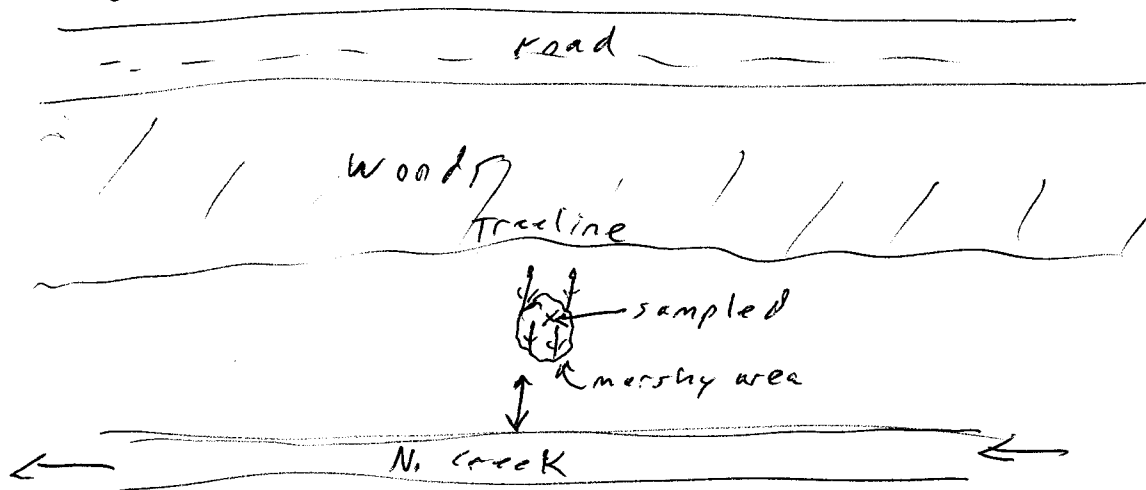 road
woods
Treeline
sampled
marshy area
N. Creek